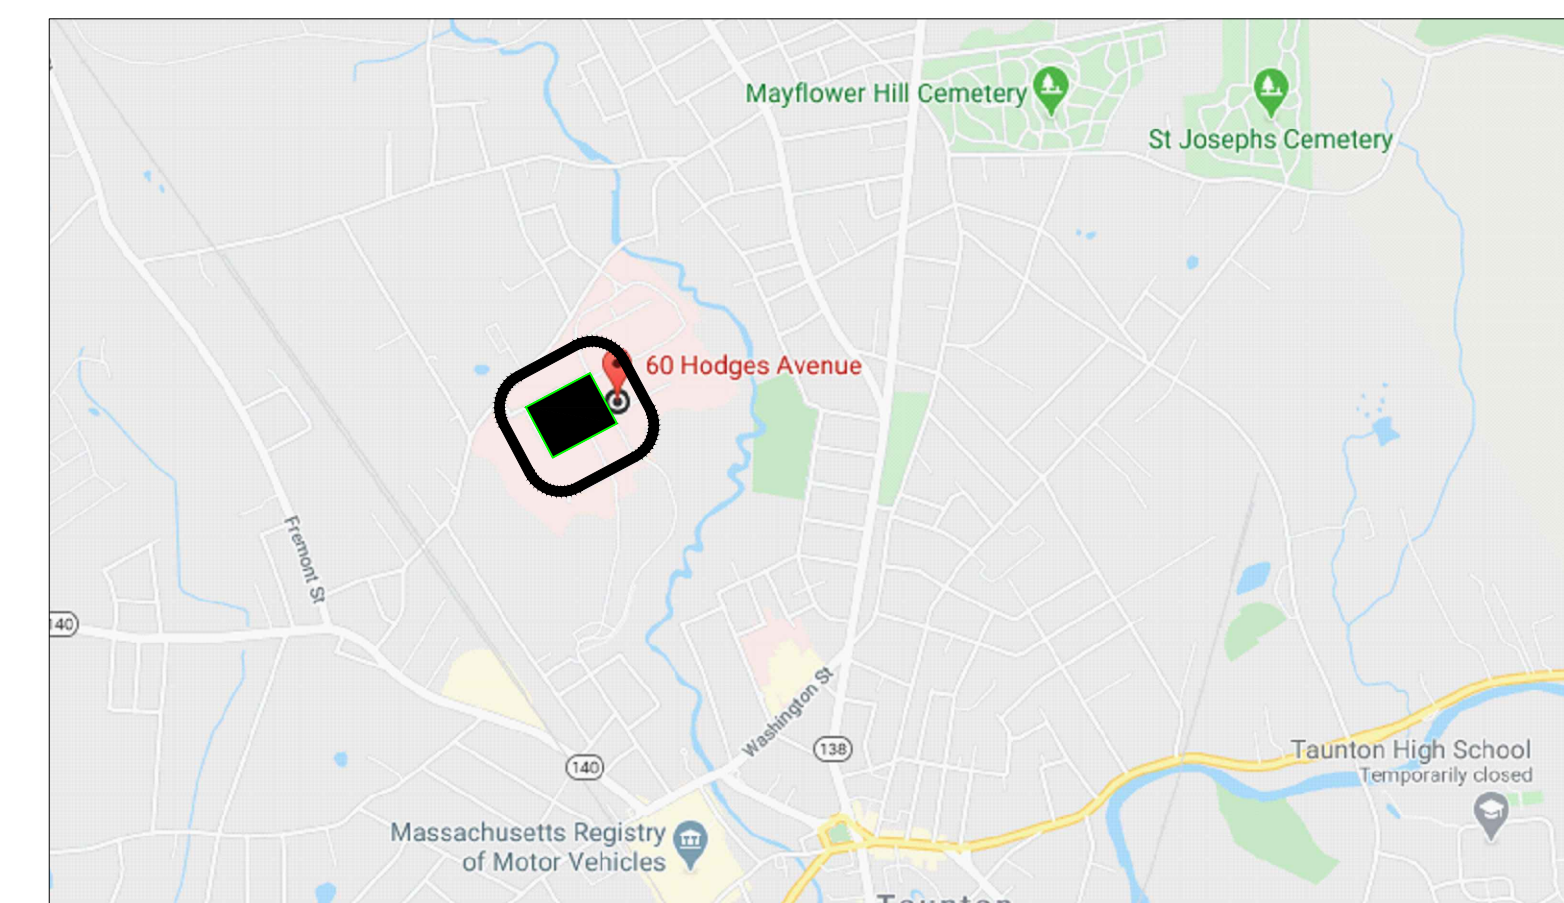 Mayflower Hill Cemetery
St Josephs Cemetery
60 Hodges Avenue
Fremont St
140
Washington St
138
140
Taunton High School
Temporarily closed
Massachusetts Registry
of Motor Vehicles
Taunton